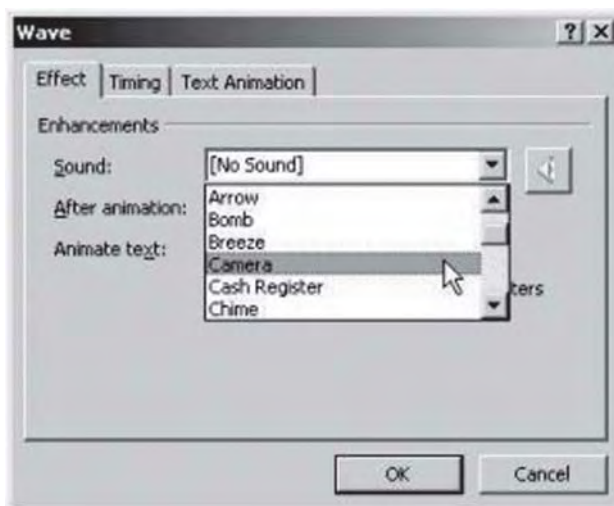 Wave
Effect Timing Text Animation
Enhancements
Sound: [No Sound]
After animation:
Animate text:
Arrow
Bomb
Breeze
Camera
Cash Register
Chime
ters
OK Cancel